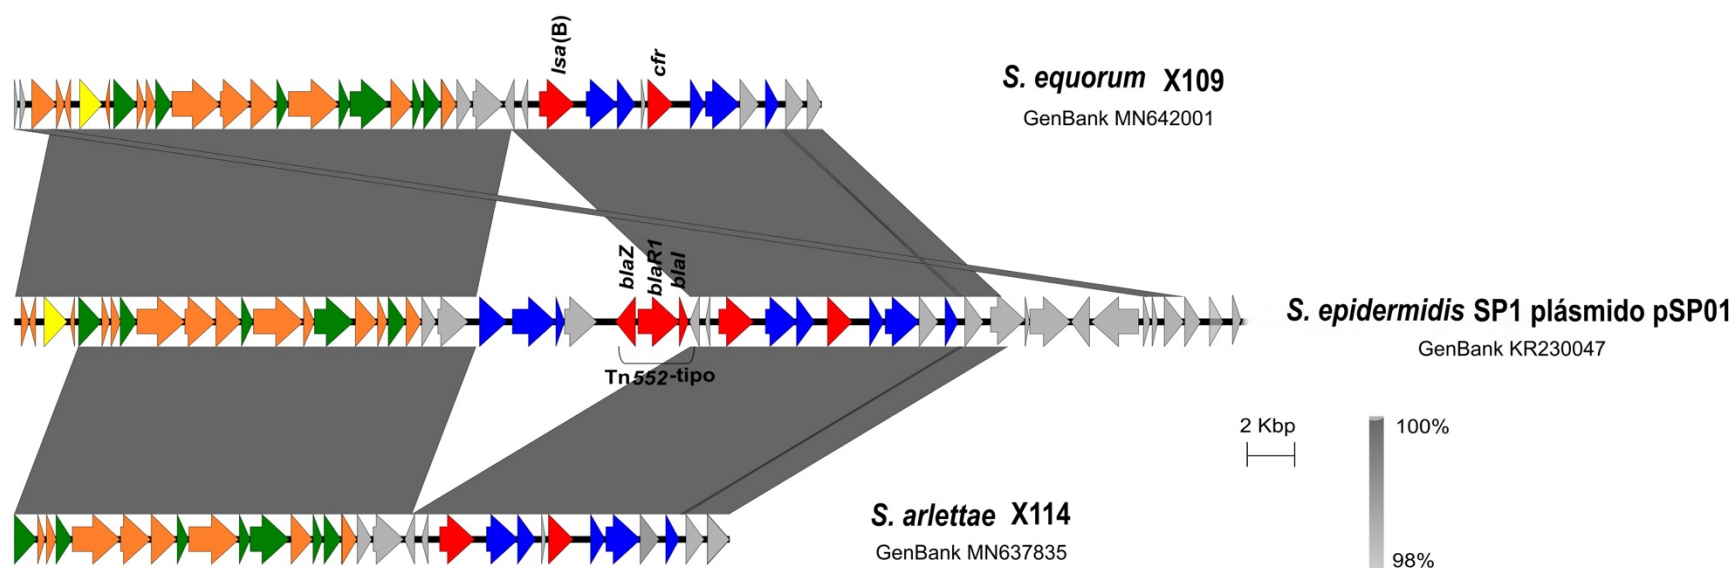 lsa(B)
cfr
S. equorum X109
GenBank MN642001
blaZ
blaR1
blaI
S. epidermidis SP1 plásmido pSP01
GenBank KR230047
Tn552-tipo
2 Kbp
100%
98%
S. arlettae X114
GenBank MN637835